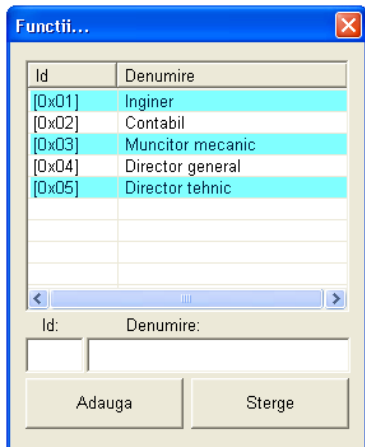 Functii...
Id Denumire
[0x01] Inginer
[0x02] Contabil
[0x03] Muncitor mecanic
[0x04] Director general
[0x05] Director tehnic
Id: Denumire:
Adauga Sterge